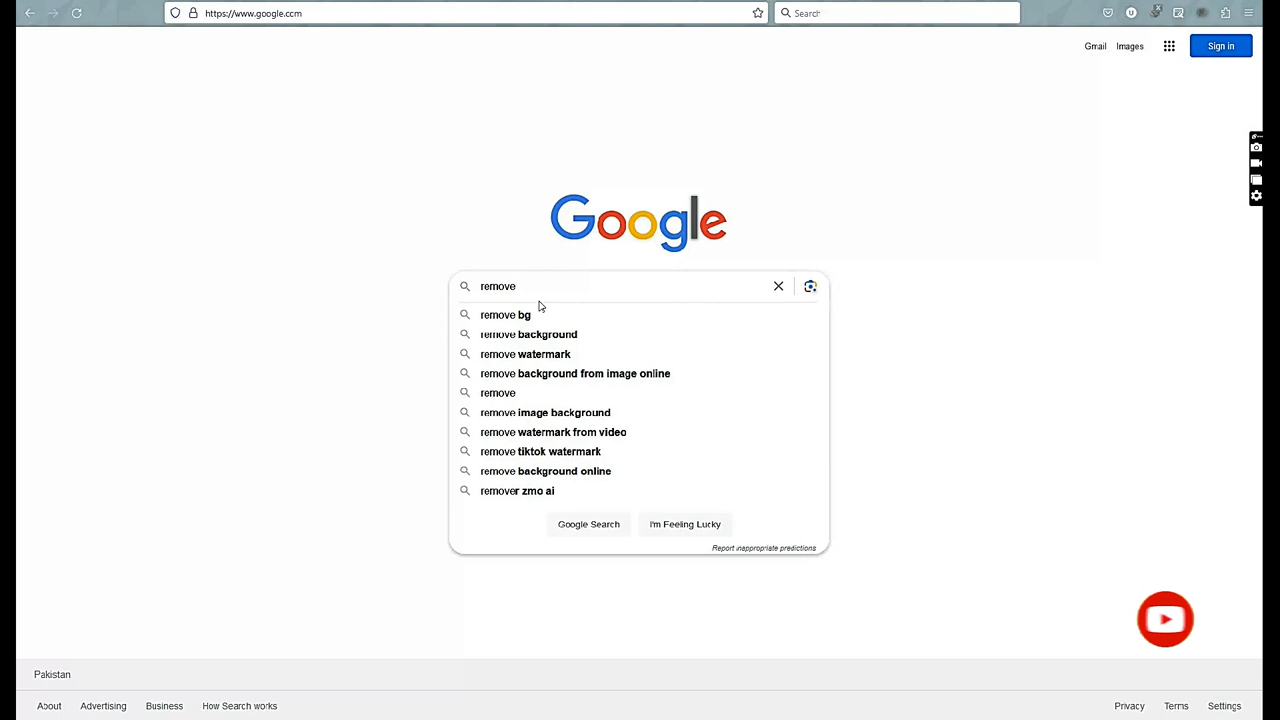 https://www.google.com
Search
Gmail Images Sign in
Google
remove
remove bg
remove background
remove watermark
remove background from image online
remove
remove image background
remove watermark from video
remove tiktok watermark
remove background online
remover zmo ai
Google Search I'm Feeling Lucky
Report inappropriate predictions
Pakistan
About Advertising Business How Search works Privacy Terms Settings